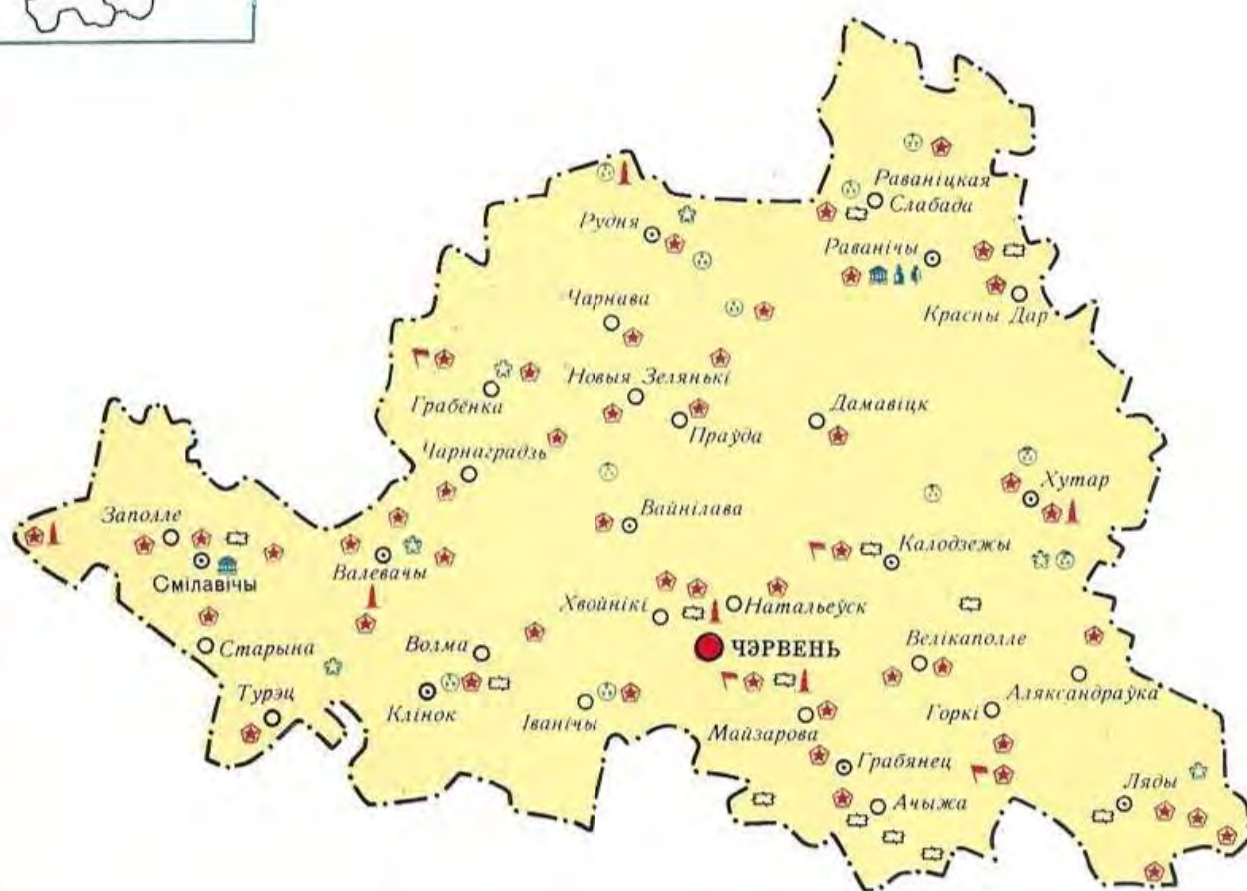 Раваніцкая
Слабада
Рудня
Раванічы
Чарнава
Красны Дар
Новыя Зелянькі
Грабёнка
Дамавіцк
Праўда
Чарнаградзь
Хутар
Заполле
Вайнілава
Калодзежы
Смілавічы
Валевачы
Хвойнікі
Натальеўск
Старына
Волма
ЧЭРВЕНЬ
Велікаполле
Турэц
Клінок
Іванічы
Майзарова
Горкі
Аляксандраўка
Грабянец
Ачыжа
Ляды